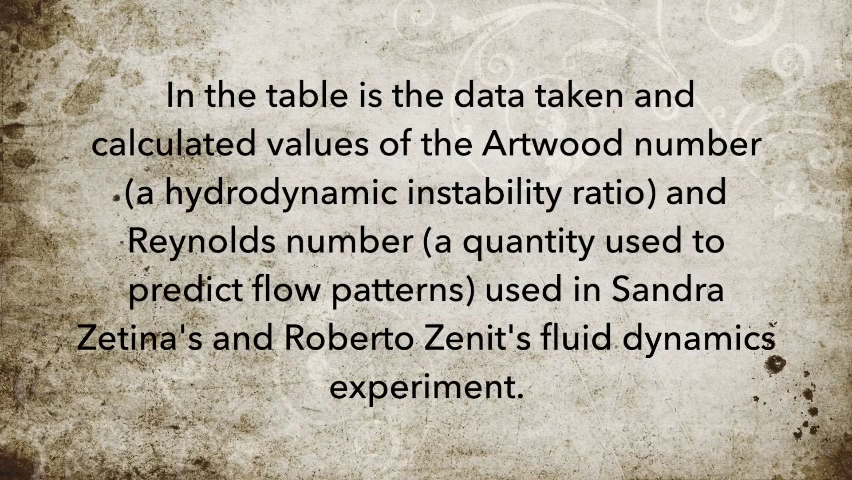 In the table is the data taken and
calculated values of the Artwood number
(a hydrodynamic instability ratio) and
Reynolds number (a quantity used to
predict flow patterns) used in Sandra
Zetina's and Roberto Zenit's fluid dynamics
experiment.